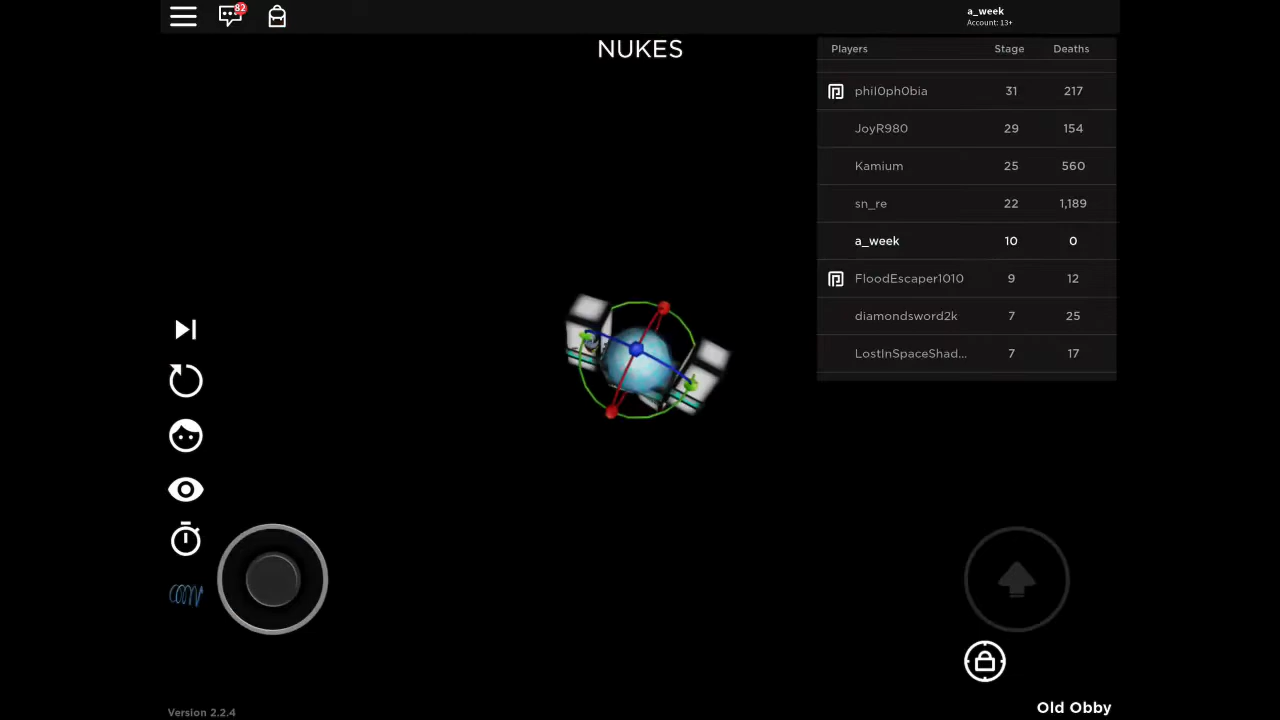 82
a_week
Account: 13+
NUKES
Players Stage Deaths
phil0ph0bia 31 217
JoyR980 29 154
Kamium 25 560
sn_re 22 1,189
a_week 10 0
FloodEscaper1010 9 12
diamondsword2k 7 25
LostInSpaceShad... 7 17
Version 2.2.4
Old Obby